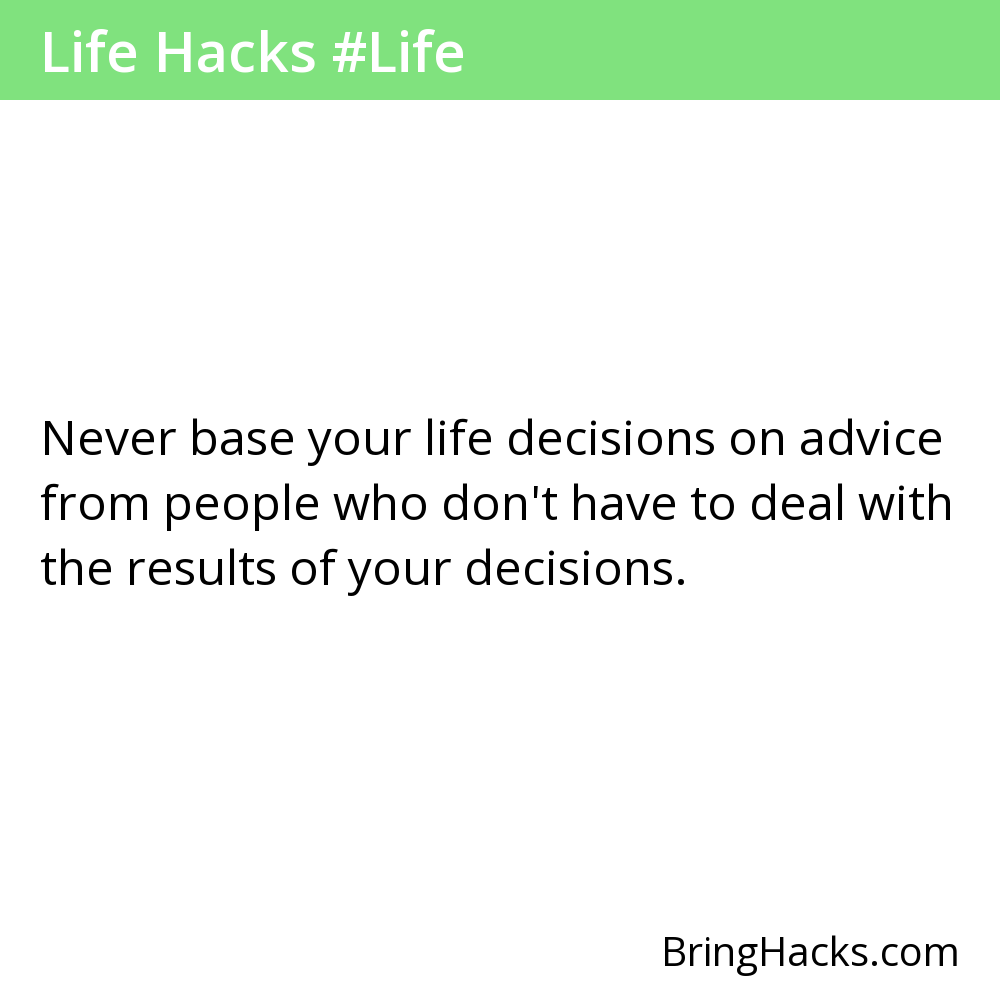 Life Hacks #Life
Never base your life decisions on advice
from people who don't have to deal with
the results of your decisions.
BringHacks.com